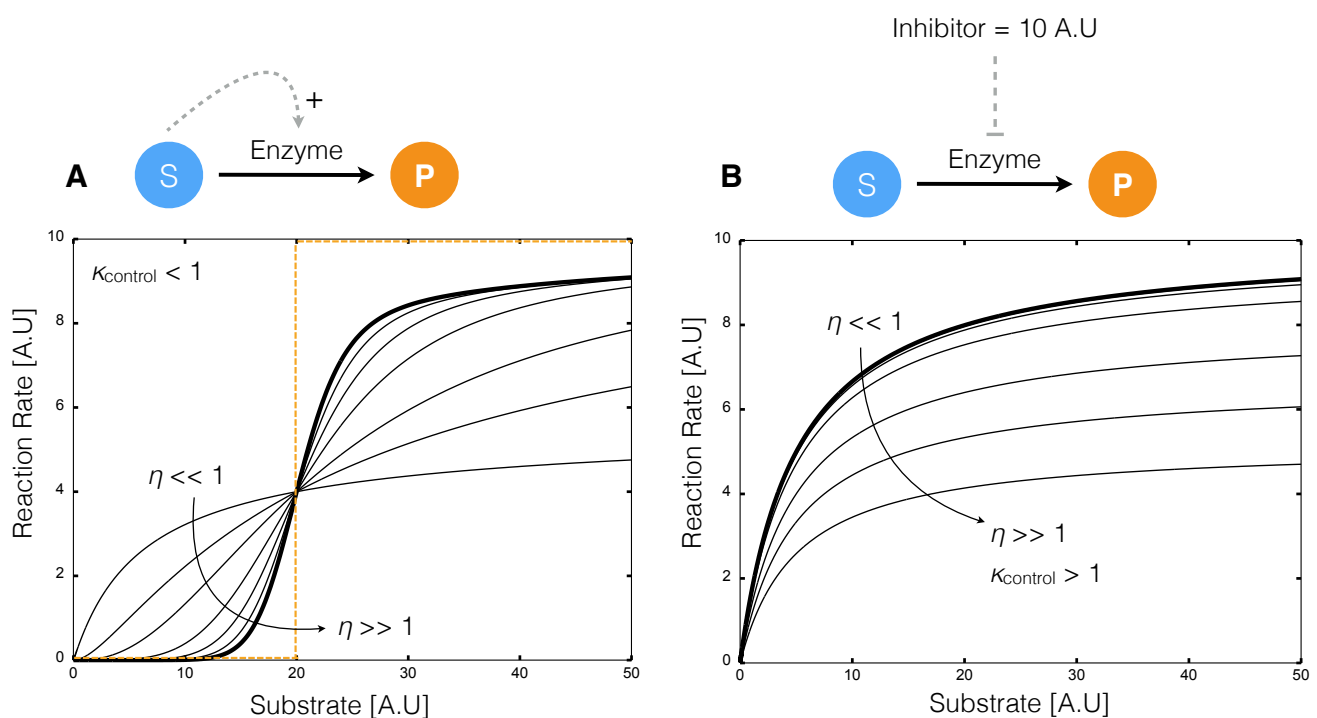 Inhibitor = 10 A.U
+
Enzyme
A
S
P
10
8
6
4
2
0
κcontrol < 1
η << 1
η >> 1
Reaction Rate [A.U]
0
10
20
30
40
50
Substrate [A.U]
Enzyme
B
S
P
10
8
6
4
2
0
η << 1
η >> 1
κcontrol > 1
Reaction Rate [A.U]
0
10
20
30
40
50
Substrate [A.U]